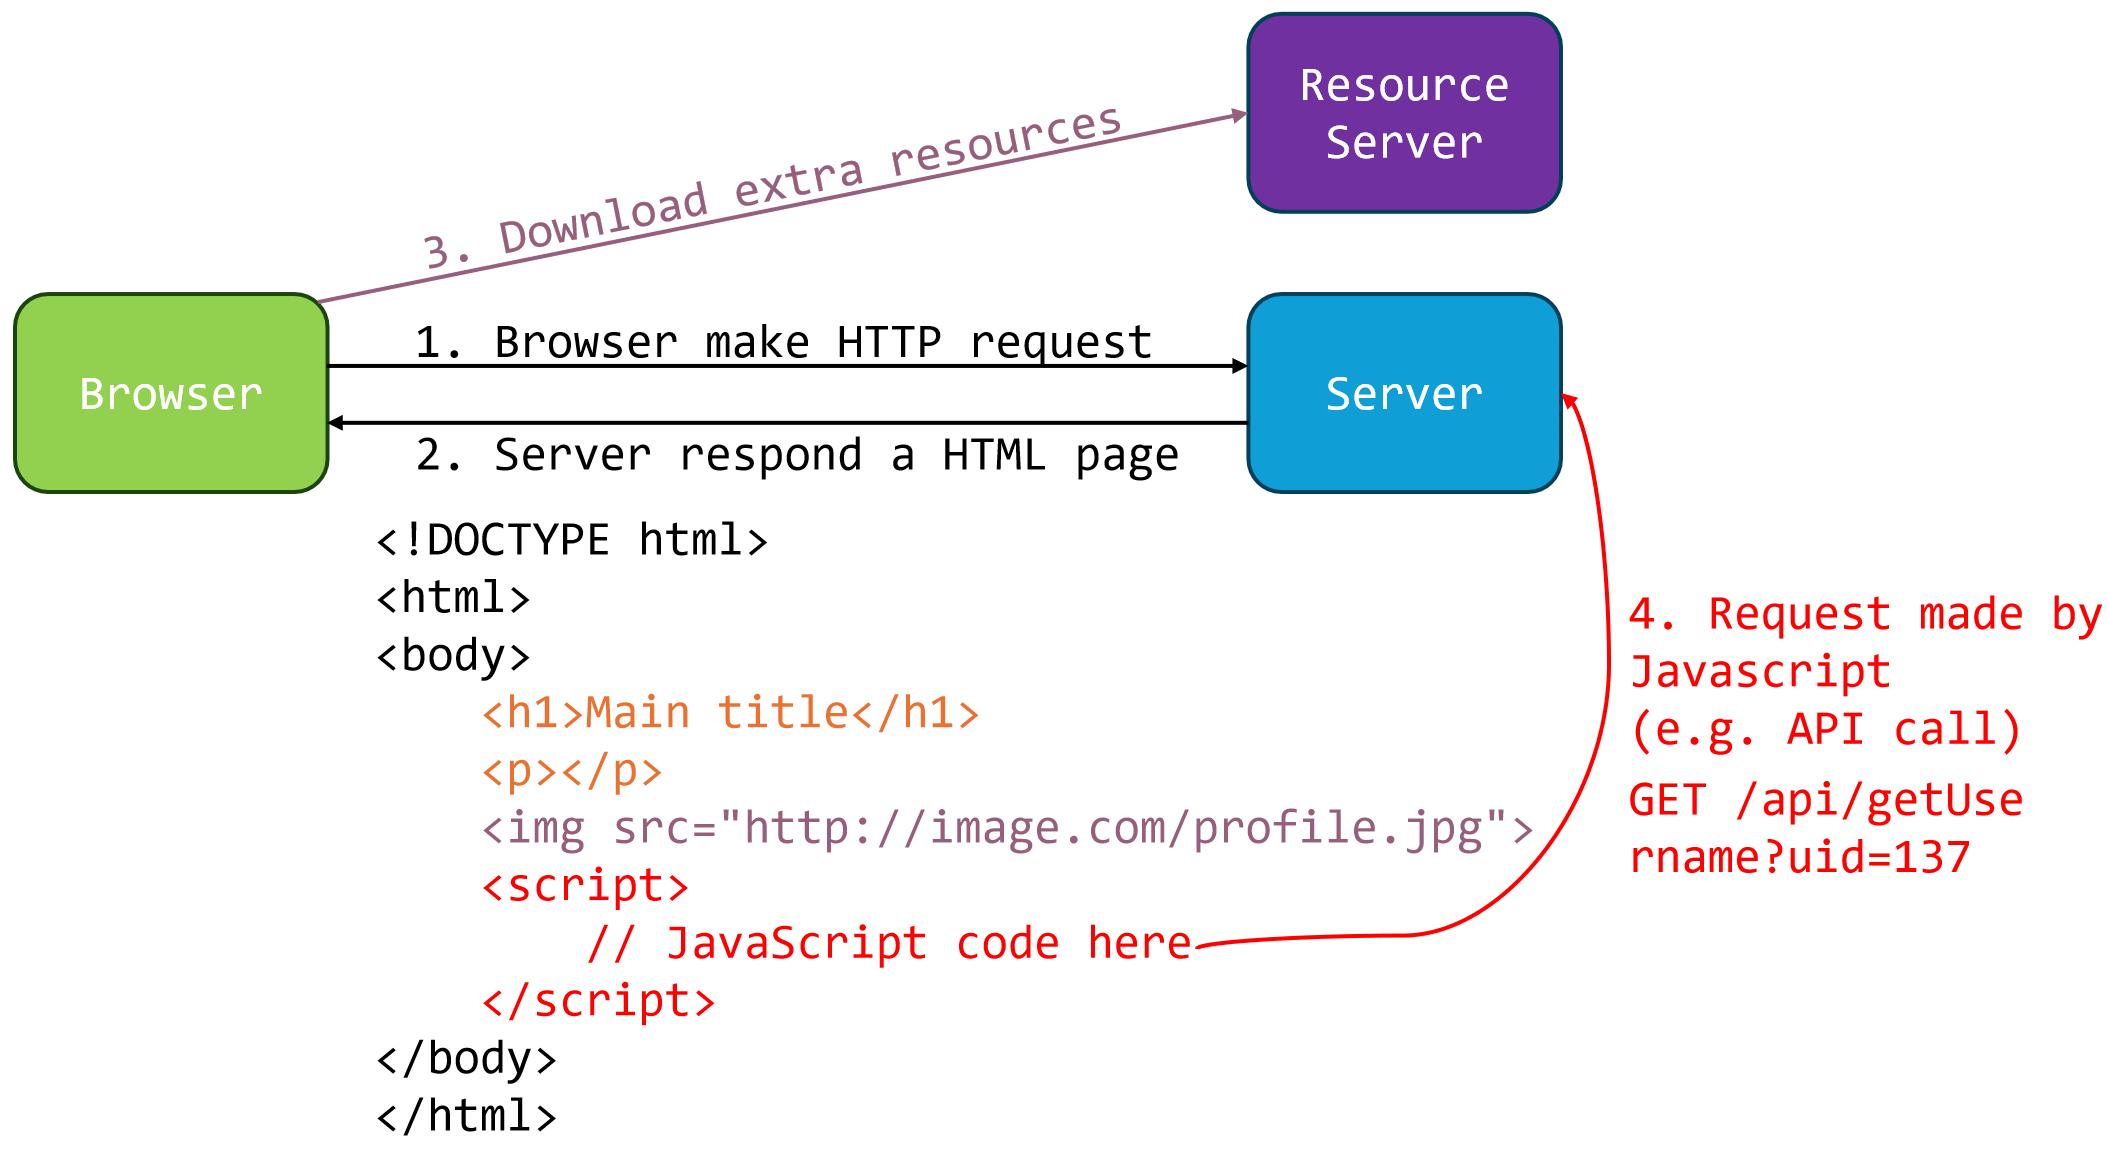 Resource
Server
3. Download extra resources
Browser
1. Browser make HTTP request
Server
2. Server respond a HTML page
<!DOCTYPE html>
<html>
<body>
    <h1>Main title</h1>
    <p></p>
    <img src="http://image.com/profile.jpg">
    <script>
        // JavaScript code here
    </script>
</body>
</html>
4. Request made by
Javascript
(e.g. API call)
GET /api/getUse
rname?uid=137